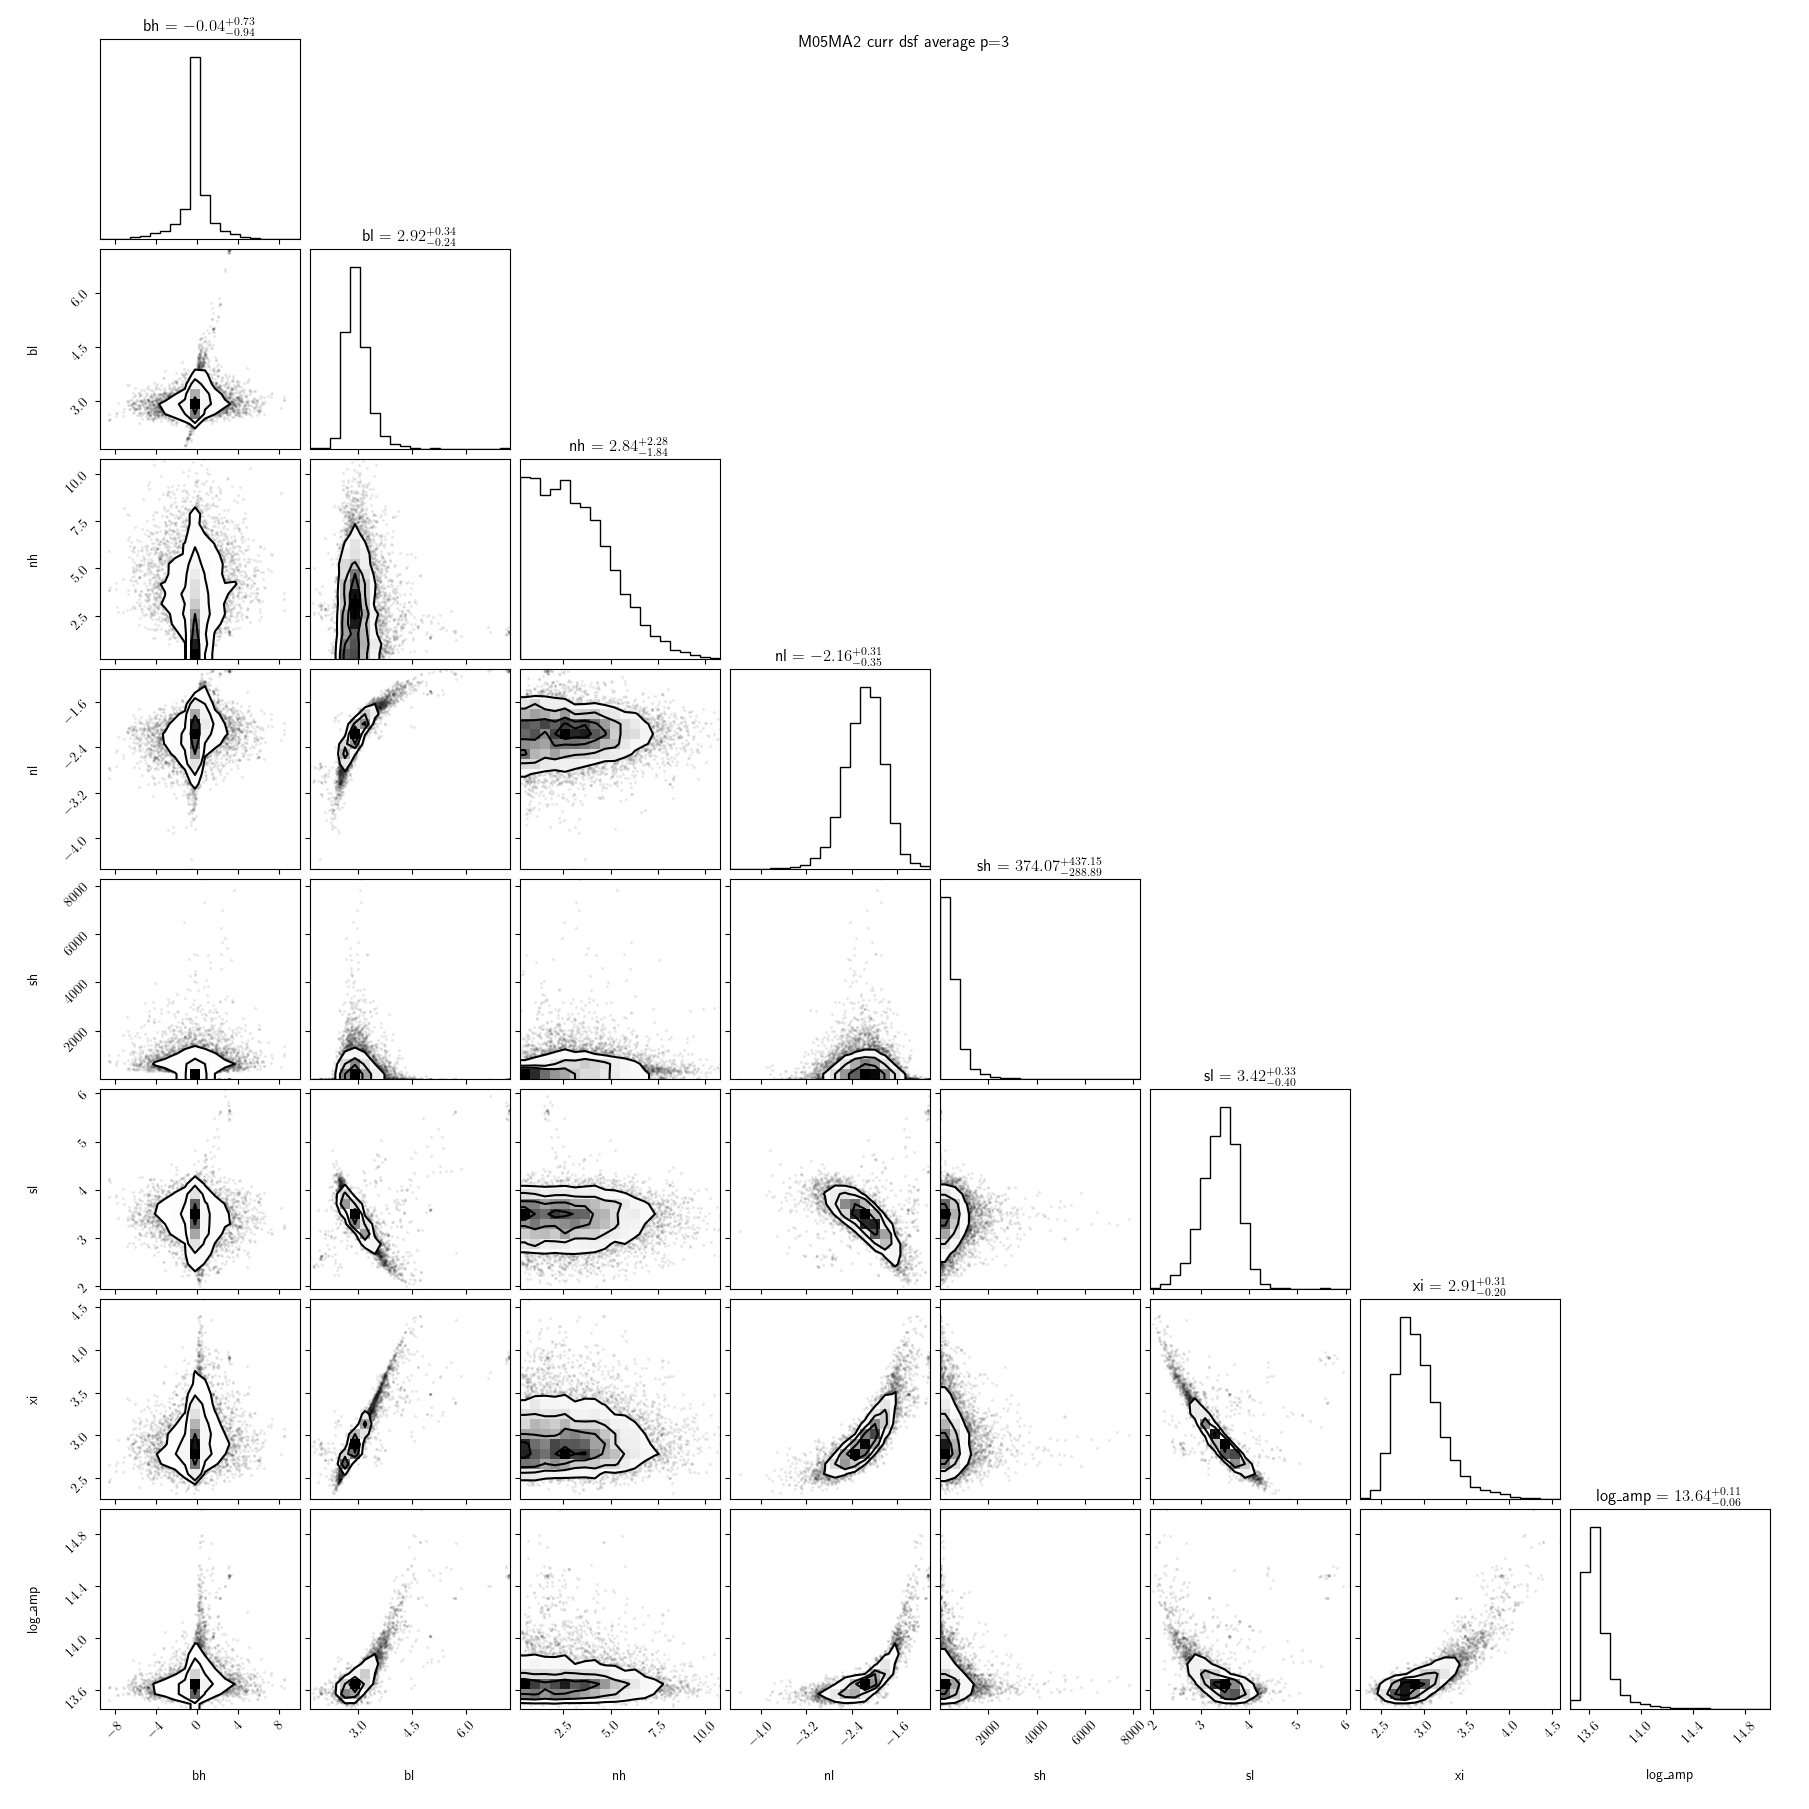 M05MA2 curr dsf average p=3
bh = −0.04 +0.73 −0.94
bl = 2.92 +0.34 −0.24
6.0
4.5
3.0
bl
nh = 2.84 +2.28 −1.84
10.0
7.5
5.0
2.5
nh
nl = −2.16 +0.31 −0.35
−1.6
−2.4
−3.2
−4.0
nl
sh = 374.07 +437.15 −288.89
8000
6000
4000
2000
sh
sl = 3.42 +0.33 −0.40
6
5
4
3
2
sl
xi = 2.91 +0.31 −0.20
4.5
4.0
3.5
3.0
2.5
xi
log_amp = 13.64 +0.11 −0.06
14.8
14.4
14.0
13.6
log_amp
−8 −4 0 4 8 3.0 4.5 6.0 2.5 5.0 7.5 10.0 −4.0 −3.2 −2.4 −1.6 2000 4000 6000 8000 2 3 4 5 6 2.5 3.0 3.5 4.0 4.5 13.6 14.0 14.4 14.8
bh bl nh nl sh sl xi log_amp